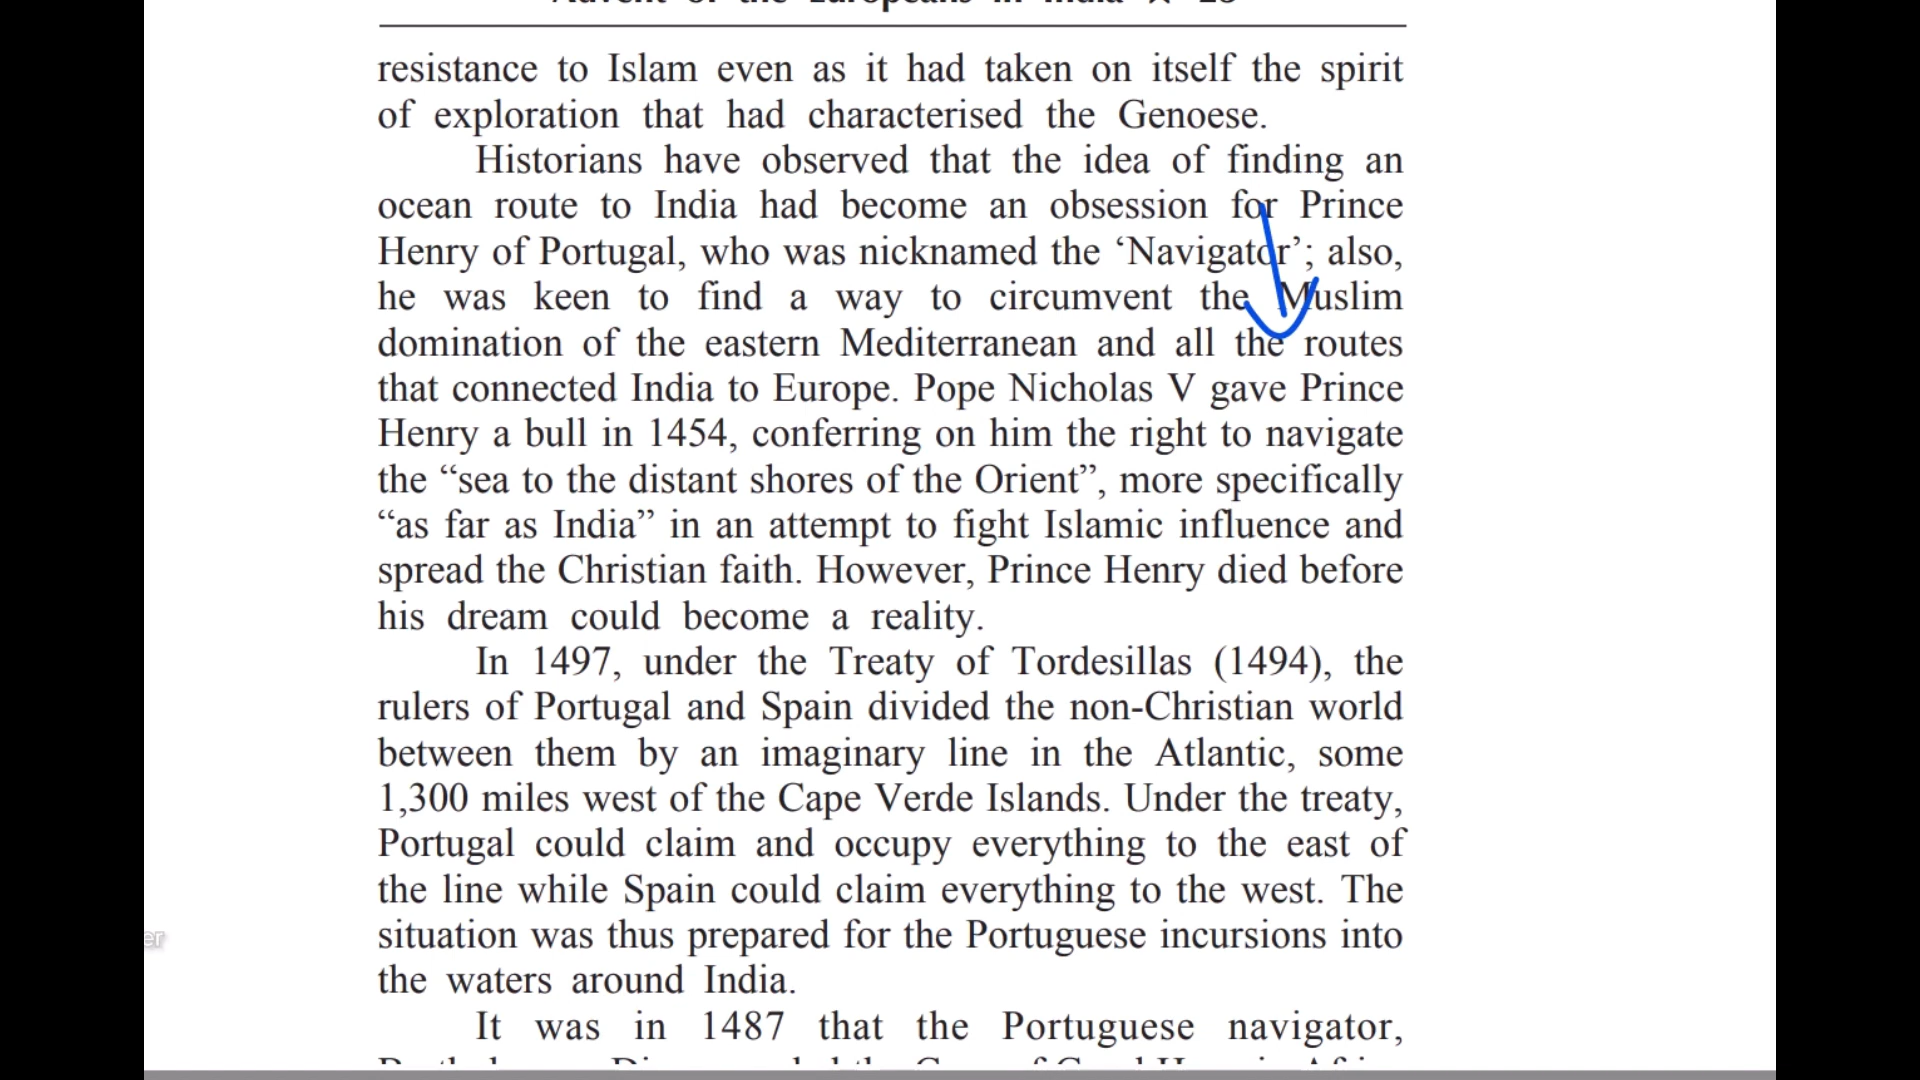 resistance to Islam even as it had taken on itself the spirit
of exploration that had characterised the Genoese.
Historians have observed that the idea of finding an
ocean route to India had become an obsession for Prince
Henry of Portugal, who was nicknamed the ‘Navigator’; also,
he was keen to find a way to circumvent the Muslim
domination of the eastern Mediterranean and all the routes
that connected India to Europe. Pope Nicholas V gave Prince
Henry a bull in 1454, conferring on him the right to navigate
the “sea to the distant shores of the Orient”, more specifically
“as far as India” in an attempt to fight Islamic influence and
spread the Christian faith. However, Prince Henry died before
his dream could become a reality.
In 1497, under the Treaty of Tordesillas (1494), the
rulers of Portugal and Spain divided the non-Christian world
between them by an imaginary line in the Atlantic, some
1,300 miles west of the Cape Verde Islands. Under the treaty,
Portugal could claim and occupy everything to the east of
the line while Spain could claim everything to the west. The
situation was thus prepared for the Portuguese incursions into
the waters around India.
It was in 1487 that the Portuguese navigator,